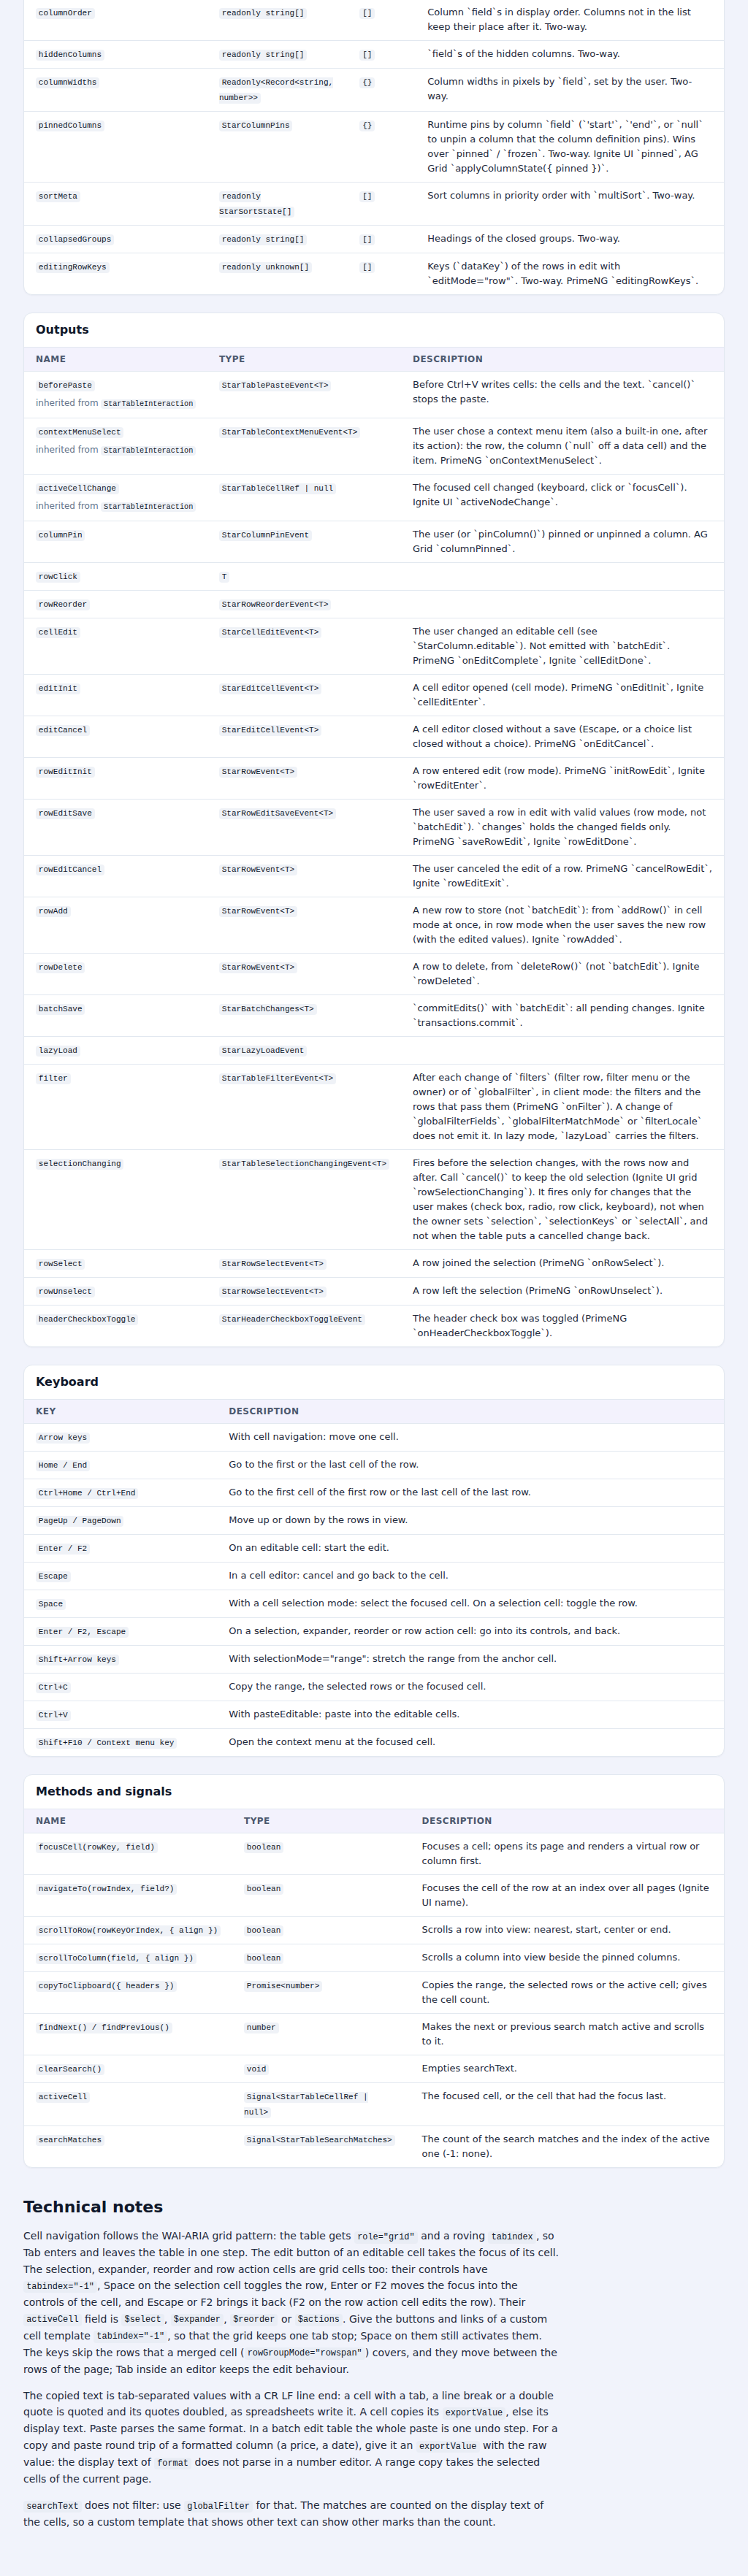 columnOrder readonly string[] [] Column `field`s in display order. Columns not in the list
keep their place after it. Two-way.
hiddenColumns readonly string[] [] `field`s of the hidden columns. Two-way.
columnWidths Readonly<Record<string, {} Column widths in pixels by `field`, set by the user. Two-
number>> way.
pinnedColumns StarColumnPins {} Runtime pins by column `field` (`'start'`, `'end'`, or `null`
to unpin a column that the column definition pins). Wins
over `pinned` / `frozen`. Two-way. Ignite UI `pinned`, AG
Grid `applyColumnState({ pinned })`.
sortMeta readonly [] Sort columns in priority order with `multiSort`. Two-way.
StarSortState[]
collapsedGroups readonly string[] [] Headings of the closed groups. Two-way.
editingRowKeys readonly unknown[] [] Keys (`dataKey`) of the rows in edit with
`editMode="row"`. Two-way. PrimeNG `editingRowKeys`.
Outputs
NAME TYPE DESCRIPTION
beforePaste StarTablePasteEvent<T> Before Ctrl+V writes cells: the cells and the text. `cancel()`
inherited from StarTableInteraction stops the paste.
contextMenuSelect StarTableContextMenuEvent<T> The user chose a context menu item (also a built-in one, after
inherited from StarTableInteraction its action): the row, the column (`null` off a data cell) and the
item. PrimeNG `onContextMenuSelect`.
activeCellChange StarTableCellRef | null The focused cell changed (keyboard, click or `focusCell`).
inherited from StarTableInteraction Ignite UI `activeNodeChange`.
columnPin StarColumnPinEvent The user (or `pinColumn()`) pinned or unpinned a column. AG
Grid `columnPinned`.
rowClick T
rowReorder StarRowReorderEvent<T>
cellEdit StarCellEditEvent<T> The user changed an editable cell (see
`StarColumn.editable`). Not emitted with `batchEdit`.
PrimeNG `onEditComplete`, Ignite `cellEditDone`.
editInit StarEditCellEvent<T> A cell editor opened (cell mode). PrimeNG `onEditInit`, Ignite
`cellEditEnter`.
editCancel StarEditCellEvent<T> A cell editor closed without a save (Escape, or a choice list
closed without a choice). PrimeNG `onEditCancel`.
rowEditInit StarRowEvent<T> A row entered edit (row mode). PrimeNG `initRowEdit`, Ignite
`rowEditEnter`.
rowEditSave StarRowEditSaveEvent<T> The user saved a row in edit with valid values (row mode, not
`batchEdit`). `changes` holds the changed fields only.
PrimeNG `saveRowEdit`, Ignite `rowEditDone`.
rowEditCancel StarRowEvent<T> The user canceled the edit of a row. PrimeNG `cancelRowEdit`,
Ignite `rowEditExit`.
rowAdd StarRowEvent<T> A new row to store (not `batchEdit`): from `addRow()` in cell
mode at once, in row mode when the user saves the new row
(with the edited values). Ignite `rowAdded`.
rowDelete StarRowEvent<T> A row to delete, from `deleteRow()` (not `batchEdit`). Ignite
`rowDeleted`.
batchSave StarBatchChanges<T> `commitEdits()` with `batchEdit`: all pending changes. Ignite
`transactions.commit`.
lazyLoad StarLazyLoadEvent
filter StarTableFilterEvent<T> After each change of `filters` (filter row, filter menu or the
owner) or of `globalFilter`, in client mode: the filters and the
rows that pass them (PrimeNG `onFilter`). A change of
`globalFilterFields`, `globalFilterMatchMode` or `filterLocale`
does not emit it. In lazy mode, `lazyLoad` carries the filters.
selectionChanging StarTableSelectionChangingEvent<T> Fires before the selection changes, with the rows now and
after. Call `cancel()` to keep the old selection (Ignite UI grid
`rowSelectionChanging`). It fires only for changes that the
user makes (check box, radio, row click, keyboard), not when
the owner sets `selection`, `selectionKeys` or `selectAll`, and
not when the table puts a cancelled change back.
rowSelect StarRowSelectEvent<T> A row joined the selection (PrimeNG `onRowSelect`).
rowUnselect StarRowSelectEvent<T> A row left the selection (PrimeNG `onRowUnselect`).
headerCheckboxToggle StarHeaderCheckboxToggleEvent The header check box was toggled (PrimeNG
`onHeaderCheckboxToggle`).
Keyboard
KEY DESCRIPTION
Arrow keys With cell navigation: move one cell.
Home / End Go to the first or the last cell of the row.
Ctrl+Home / Ctrl+End Go to the first cell of the first row or the last cell of the last row.
PageUp / PageDown Move up or down by the rows in view.
Enter / F2 On an editable cell: start the edit.
Escape In a cell editor: cancel and go back to the cell.
Space With a cell selection mode: select the focused cell. On a selection cell: toggle the row.
Enter / F2, Escape On a selection, expander, reorder or row action cell: go into its controls, and back.
Shift+Arrow keys With selectionMode="range": stretch the range from the anchor cell.
Ctrl+C Copy the range, the selected rows or the focused cell.
Ctrl+V With pasteEditable: paste into the editable cells.
Shift+F10 / Context menu key Open the context menu at the focused cell.
Methods and signals
NAME TYPE DESCRIPTION
focusCell(rowKey, field) boolean Focuses a cell; opens its page and renders a virtual row or
column first.
navigateTo(rowIndex, field?) boolean Focuses the cell of the row at an index over all pages (Ignite
UI name).
scrollToRow(rowKeyOrIndex, { align }) boolean Scrolls a row into view: nearest, start, center or end.
scrollToColumn(field, { align }) boolean Scrolls a column into view beside the pinned columns.
copyToClipboard({ headers }) Promise<number> Copies the range, the selected rows or the active cell; gives
the cell count.
findNext() / findPrevious() number Makes the next or previous search match active and scrolls
to it.
clearSearch() void Empties searchText.
activeCell Signal<StarTableCellRef | The focused cell, or the cell that had the focus last.
null>
searchMatches Signal<StarTableSearchMatches> The count of the search matches and the index of the active
one (-1: none).
Technical notes
Cell navigation follows the WAI-ARIA grid pattern: the table gets role="grid" and a roving tabindex, so
Tab enters and leaves the table in one step. The edit button of an editable cell takes the focus of its cell.
The selection, expander, reorder and row action cells are grid cells too: their controls have
tabindex="-1", Space on the selection cell toggles the row, Enter or F2 moves the focus into the
controls of the cell, and Escape or F2 brings it back (F2 on the row action cell edits the row). Their
activeCell field is $select, $expander, $reorder or $actions. Give the buttons and links of a custom
cell template tabindex="-1", so that the grid keeps one tab stop; Space on them still activates them.
The keys skip the rows that a merged cell (rowGroupMode="rowspan") covers, and they move between the
rows of the page; Tab inside an editor keeps the edit behaviour.
The copied text is tab-separated values with a CR LF line end: a cell with a tab, a line break or a double
quote is quoted and its quotes doubled, as spreadsheets write it. A cell copies its exportValue, else its
display text. Paste parses the same format. In a batch edit table the whole paste is one undo step. For a
copy and paste round trip of a formatted column (a price, a date), give it an exportValue with the raw
value: the display text of format does not parse in a number editor. A range copy takes the selected
cells of the current page.
searchText does not filter: use globalFilter for that. The matches are counted on the display text of
the cells, so a custom template that shows other text can show other marks than the count.